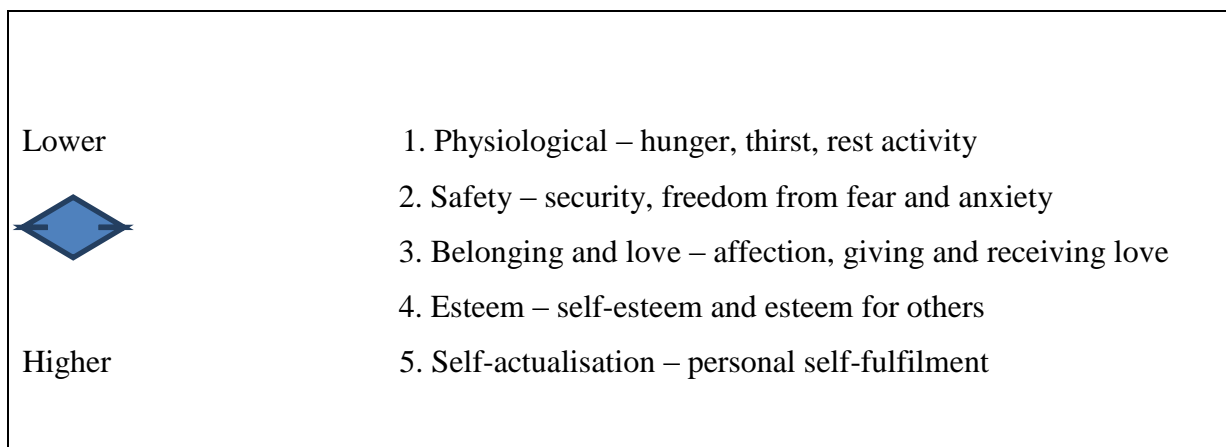 Lower 1. Physiological – hunger, thirst, rest activity
2. Safety – security, freedom from fear and anxiety
3. Belonging and love – affection, giving and receiving love
4. Esteem – self-esteem and esteem for others
Higher 5. Self-actualisation – personal self-fulfilment